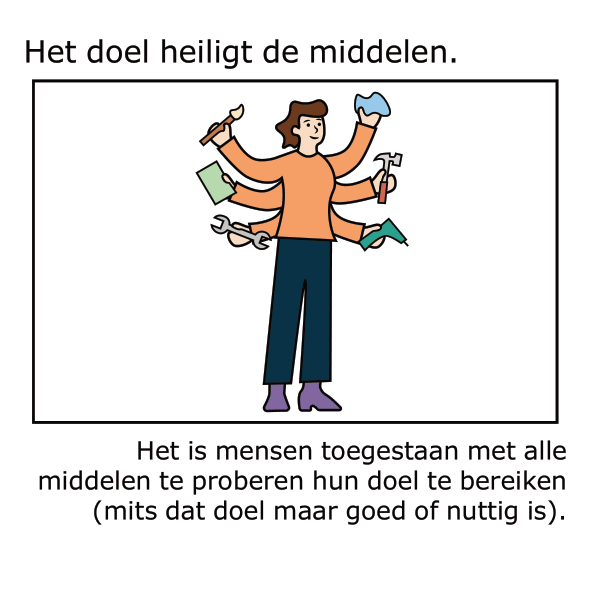 Het doel heiligt de middelen.
Het is mensen toegestaan met alle
middelen te proberen hun doel te bereiken
(mits dat doel maar goed of nuttig is).